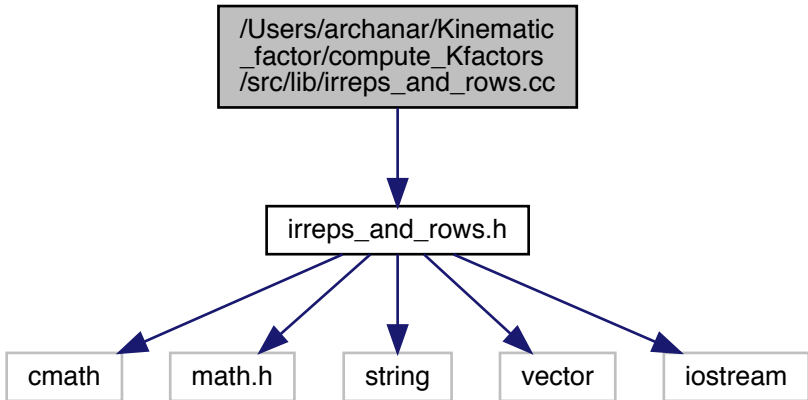 /Users/archanar/Kinematic
_factor/compute_Kfactors
/src/lib/irreps_and_rows.cc
irreps_and_rows.h
cmath
math.h
string
vector
iostream